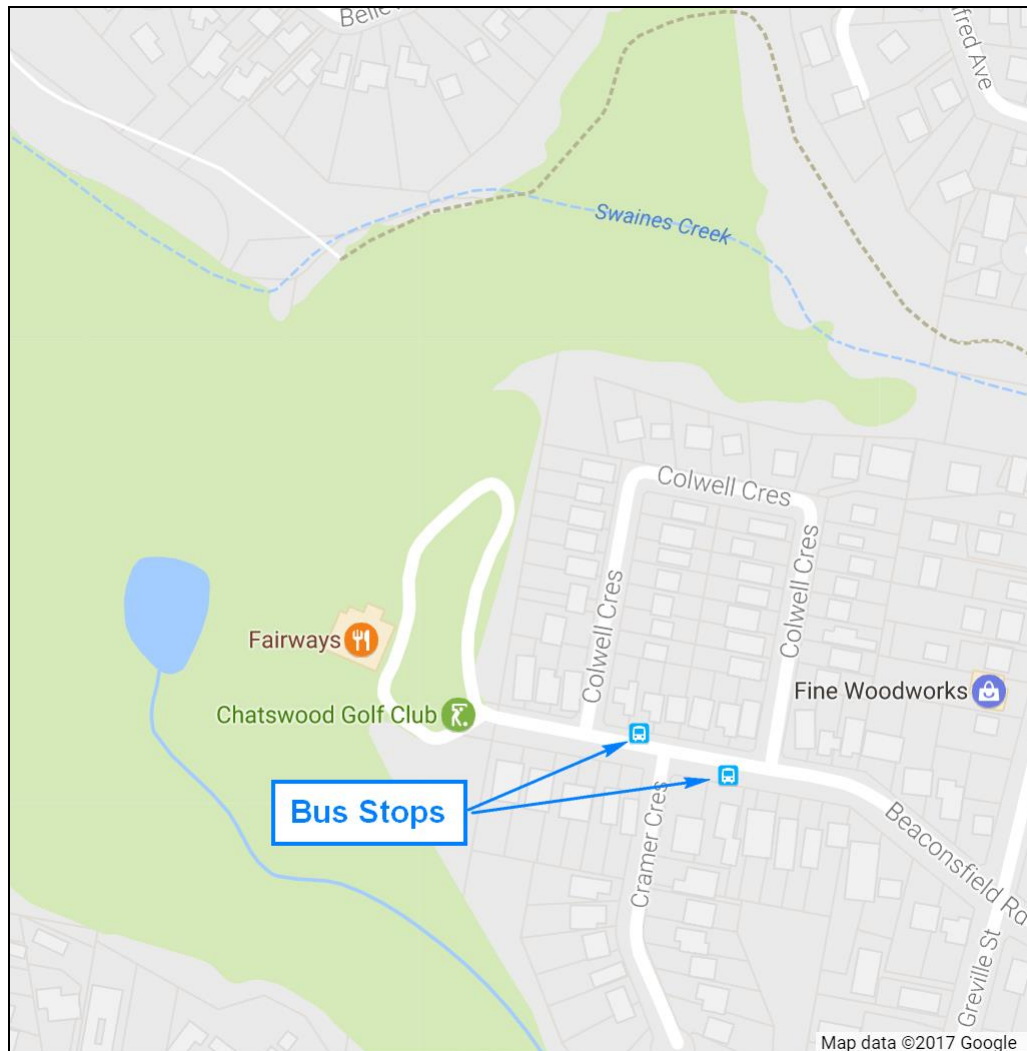 Swaines Creek
Colwell Cres
Colwell Cres
Colwell Cres
Fairways
Fine Woodworks
Chatswood Golf Club
Bus Stops
Cramer Cres
Beaconsfield Rd
Greville St
Map data ©2017 Google